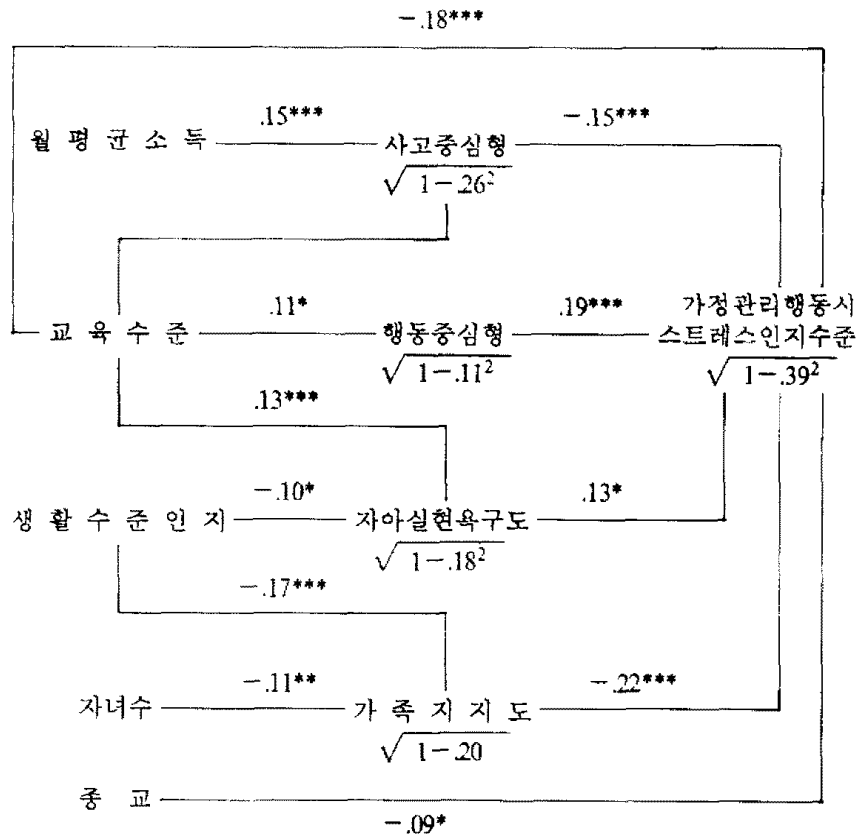 −.18***
.15***
−.15***
월 평 균 소 득
사고중심형
√1−.26²
.11*
.19***
가정관리행동시
교 육 수 준
행동중심형
스트레스인지수준
√1−.11²
√1−.39²
.13***
−.10*
.13*
생 활 수 준 인 지
자아실현욕구도
√1−.18²
−.17***
−.11**
−.22***
자녀수
가 족 지 지 도
√1−.20
종 교
−.09*